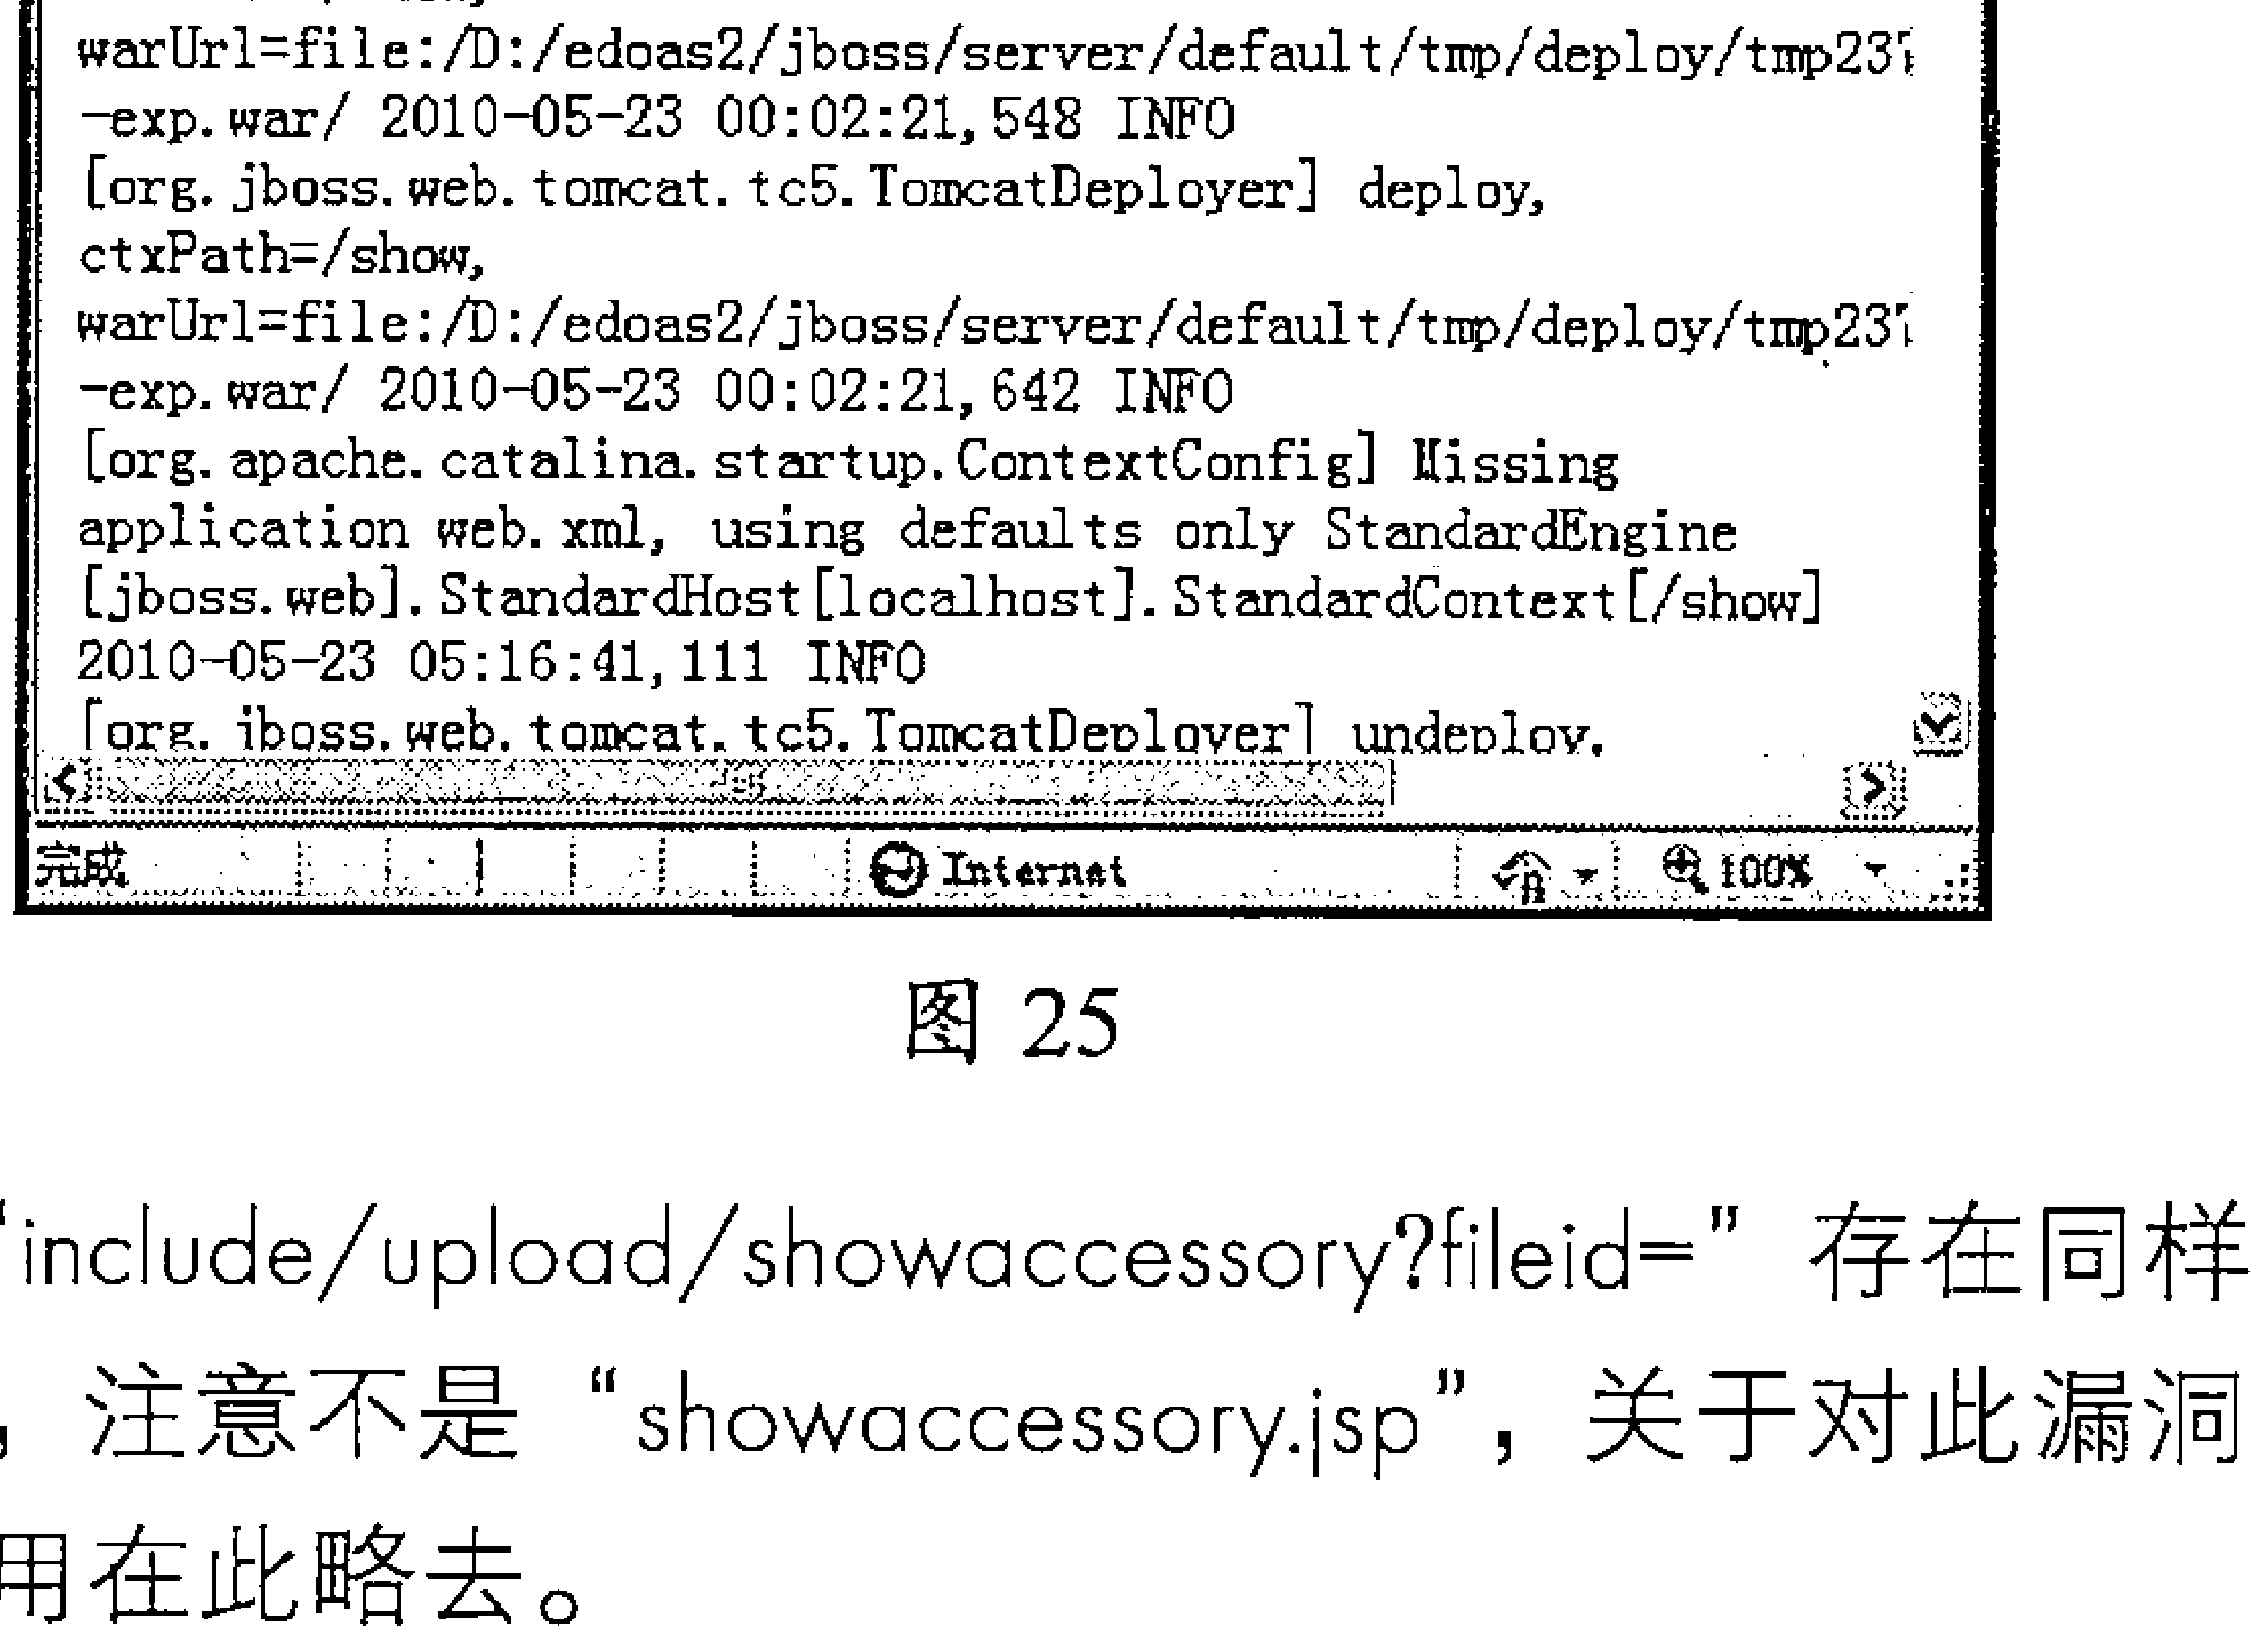 warUrl=file:/D:/edoas2/jboss/server/default/tmp/deploy/tmp237
-exp.war/ 2010-05-23 00:02:21,548 INFO
[org.jboss.web.tomcat.tc5.TomcatDeployer] deploy,
ctxPath=/show,
warUrl=file:/D:/edoas2/jboss/server/default/tmp/deploy/tmp237
-exp.war/ 2010-05-23 00:02:21,642 INFO
[org.apache.catalina.startup.ContextConfig] Missing
application web.xml, using defaults only StandardEngine
[jboss.web].StandardHost[localhost].StandardContext[/show]
2010-05-23 05:16:41,111 INFO
[org.jboss.web.tomcat.tc5.TomcatDeployer] undeploy,
完成 Internet 100%
图 25
“include/upload/showaccessory?fileid=” 存在同样
，注意不是 “showaccessory.jsp”，关于对此漏洞
用在此略去。